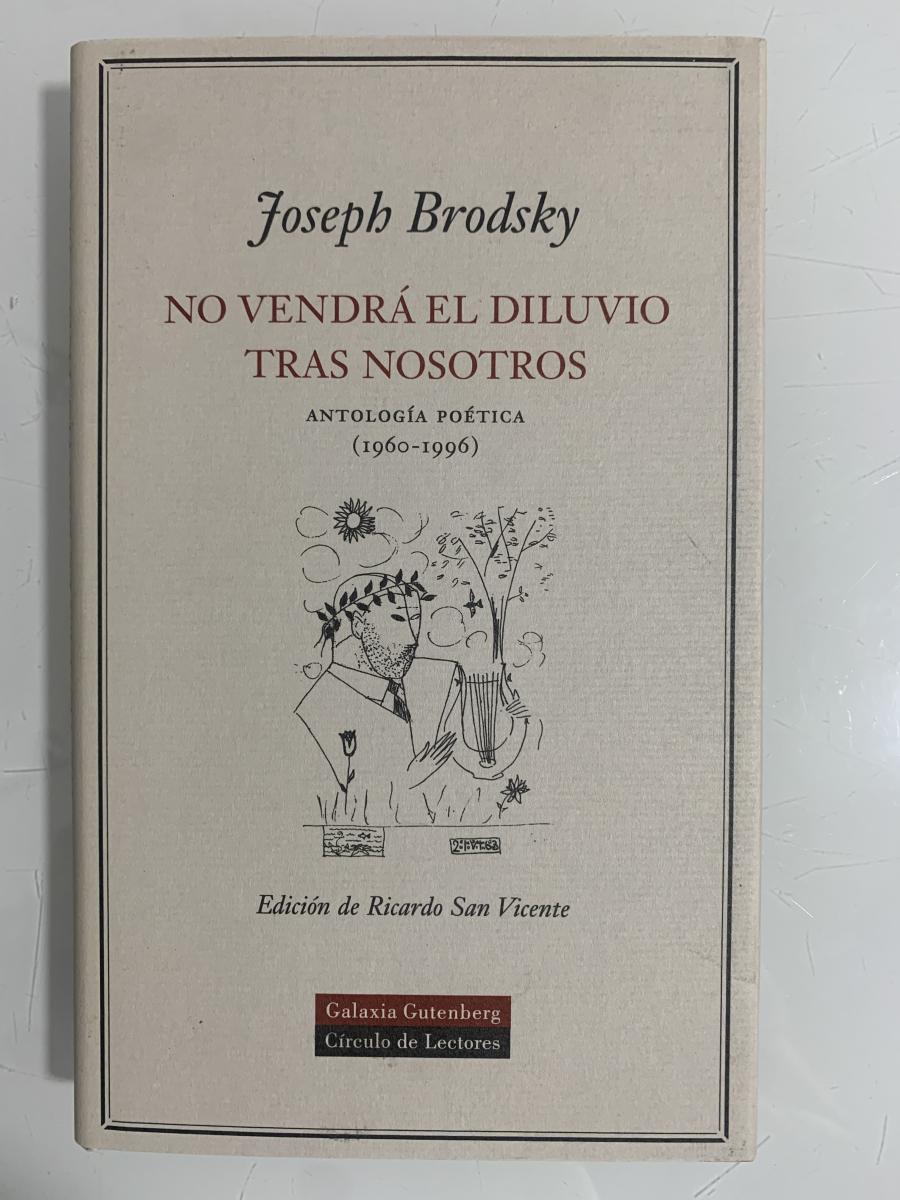 Joseph Brodsky
NO VENDRÁ EL DILUVIO
TRAS NOSOTROS
ANTOLOGÍA POÉTICA
(1960-1996)
Edición de Ricardo San Vicente
Galaxia Gutenberg
Círculo de Lectores